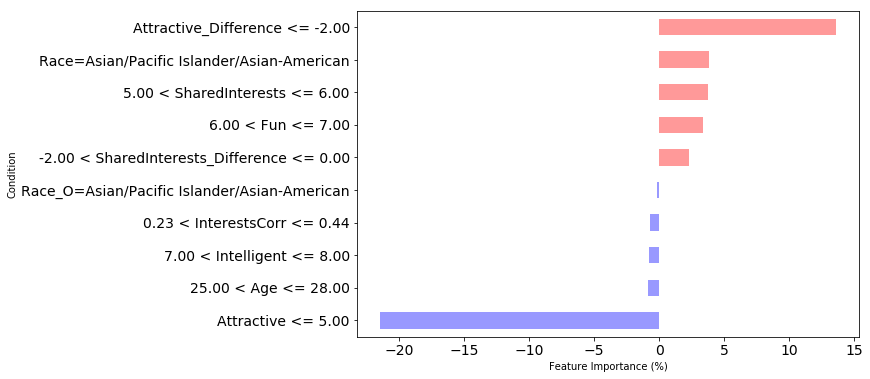 Attractive_Difference <= -2.00
Race=Asian/Pacific Islander/Asian-American
5.00 < SharedInterests <= 6.00
6.00 < Fun <= 7.00
-2.00 < SharedInterests_Difference <= 0.00
Race_O=Asian/Pacific Islander/Asian-American
0.23 < InterestsCorr <= 0.44
7.00 < Intelligent <= 8.00
25.00 < Age <= 28.00
Attractive <= 5.00
Condition
−20 −15 −10 −5 0 5 10 15
Feature Importance (%)